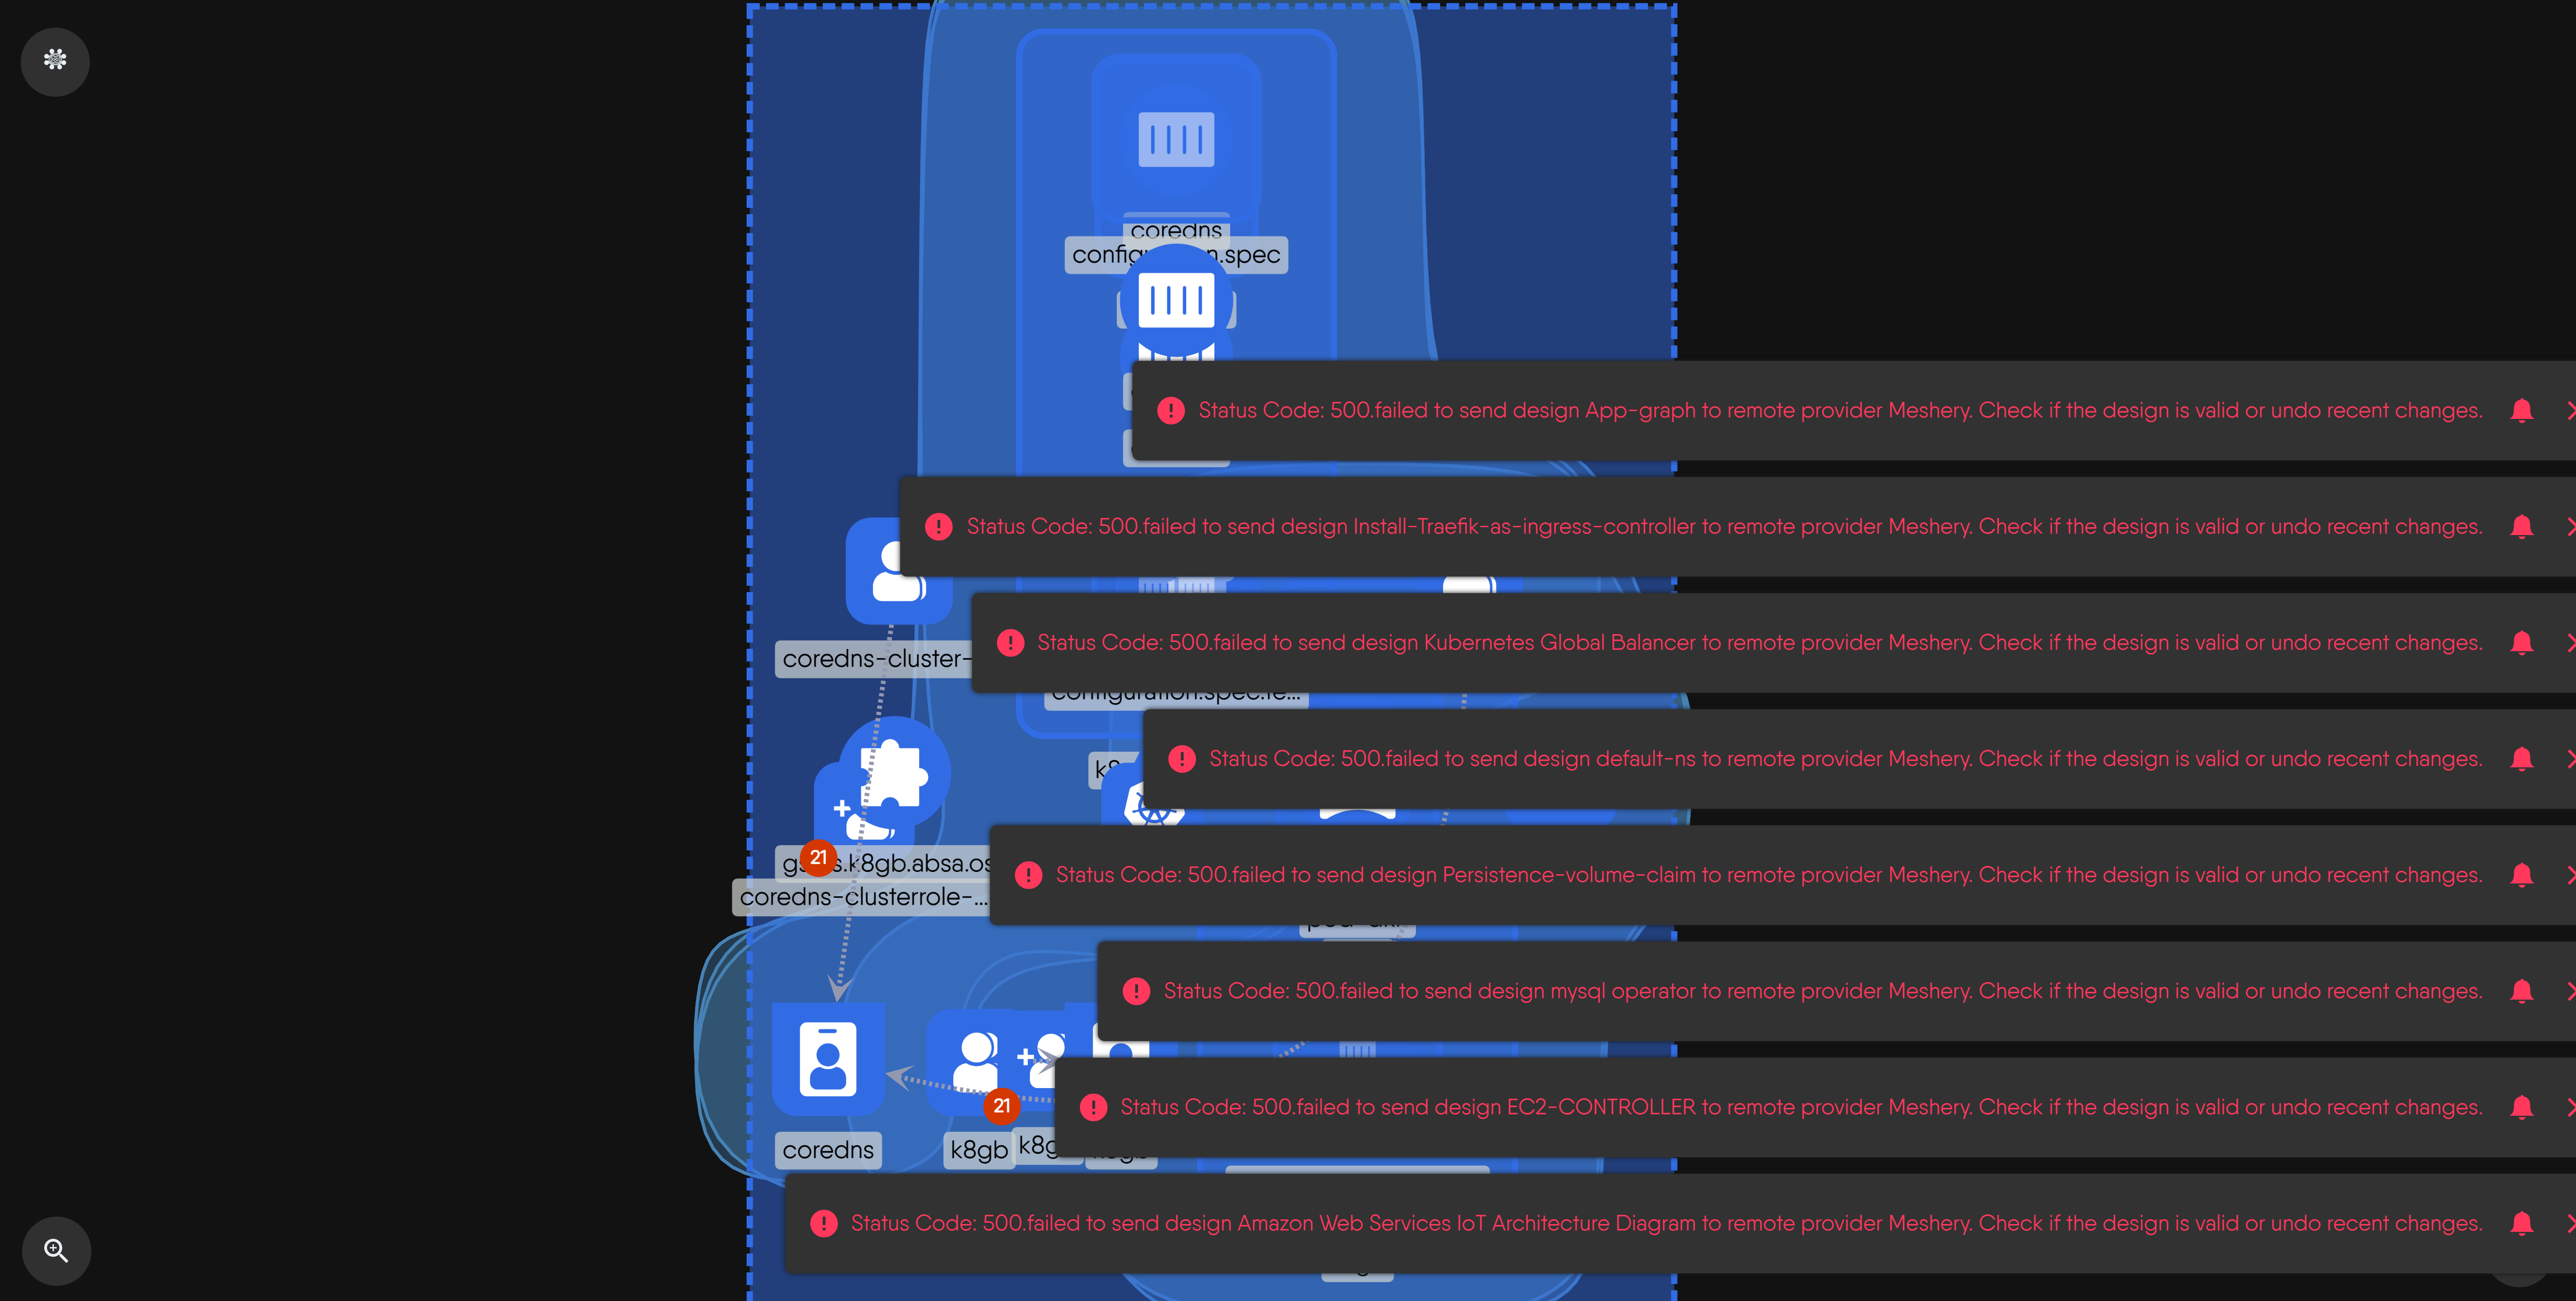 coredns
Status Code: 500.failed to send design App-graph to remote provider Meshery. Check if the design is valid or undo recent changes.
Status Code: 500.failed to send design Install-Traefik-as-ingress-controller to remote provider Meshery. Check if the design is valid or undo recent changes.
Status Code: 500.failed to send design Kubernetes Global Balancer to remote provider Meshery. Check if the design is valid or undo recent changes.
coredns-cluster-
configuration.spec.re...
Status Code: 500.failed to send design default-ns to remote provider Meshery. Check if the design is valid or undo recent changes.
21
Status Code: 500.failed to send design Persistence-volume-claim to remote provider Meshery. Check if the design is valid or undo recent changes.
coredns-clusterrole-...
Status Code: 500.failed to send design mysql operator to remote provider Meshery. Check if the design is valid or undo recent changes.
21
Status Code: 500.failed to send design EC2-CONTROLLER to remote provider Meshery. Check if the design is valid or undo recent changes.
coredns
k8gb
Status Code: 500.failed to send design Amazon Web Services IoT Architecture Diagram to remote provider Meshery. Check if the design is valid or undo recent changes.